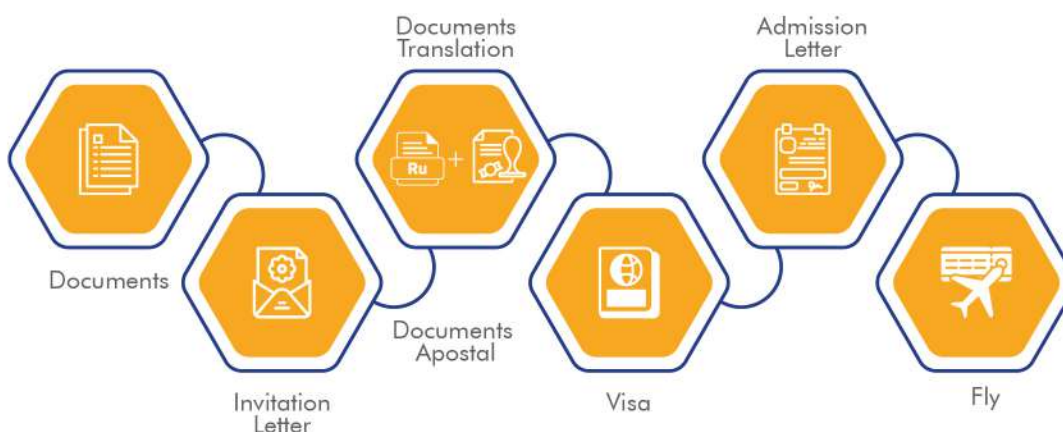 Documents
Translation
Admission
Letter
Ru
Documents
Documents
Apostal
Invitation
Letter
Visa
Fly